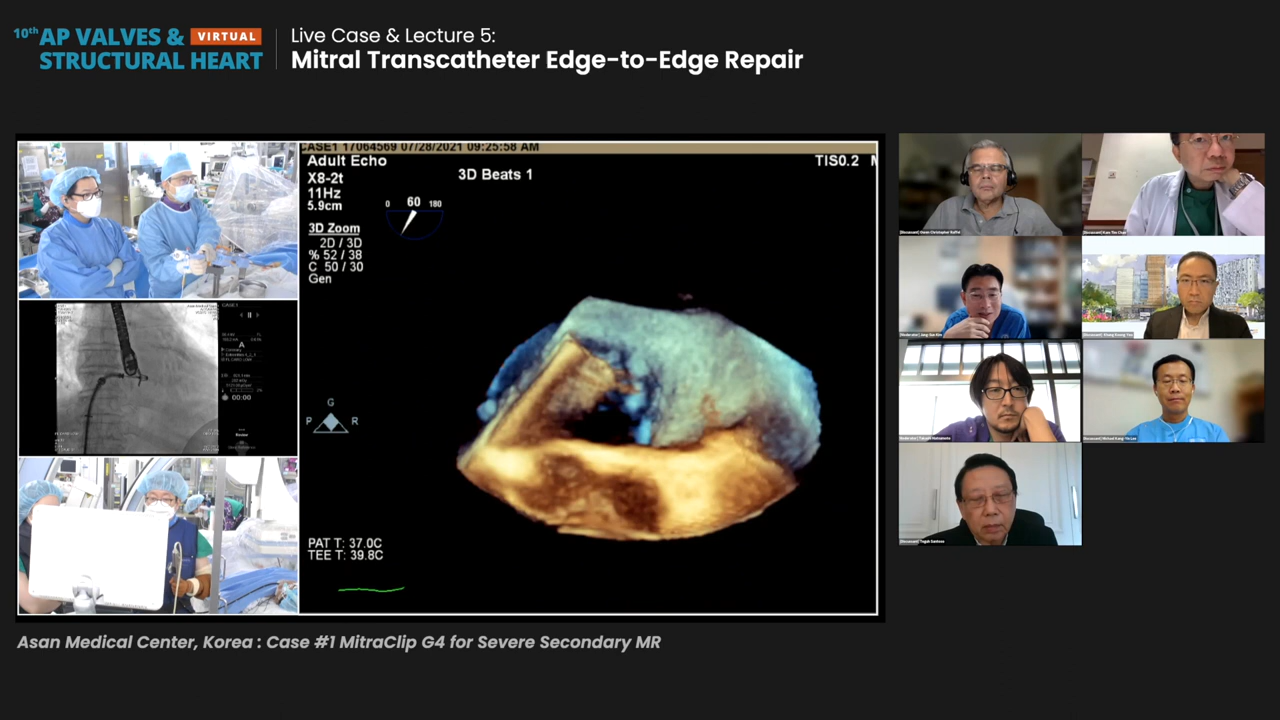 10th AP VALVES & VIRTUAL
STRUCTURAL HEART
Live Case & Lecture 5:
Mitral Transcatheter Edge-to-Edge Repair
CASE1 17064569 07/28/2021 09:25:58 AM
Adult Echo
TIS0.2 M
X8-2t
3D Beats 1
11Hz
5.9cm
0 60 180
3D Zoom
2D / 3D
% 52 / 38
C 50 / 30
Gen
A
00:00
G
P R
PAT T: 37.0C
TEE T: 39.8C
Asan Medical Center, Korea : Case #1 MitraClip G4 for Severe Secondary MR